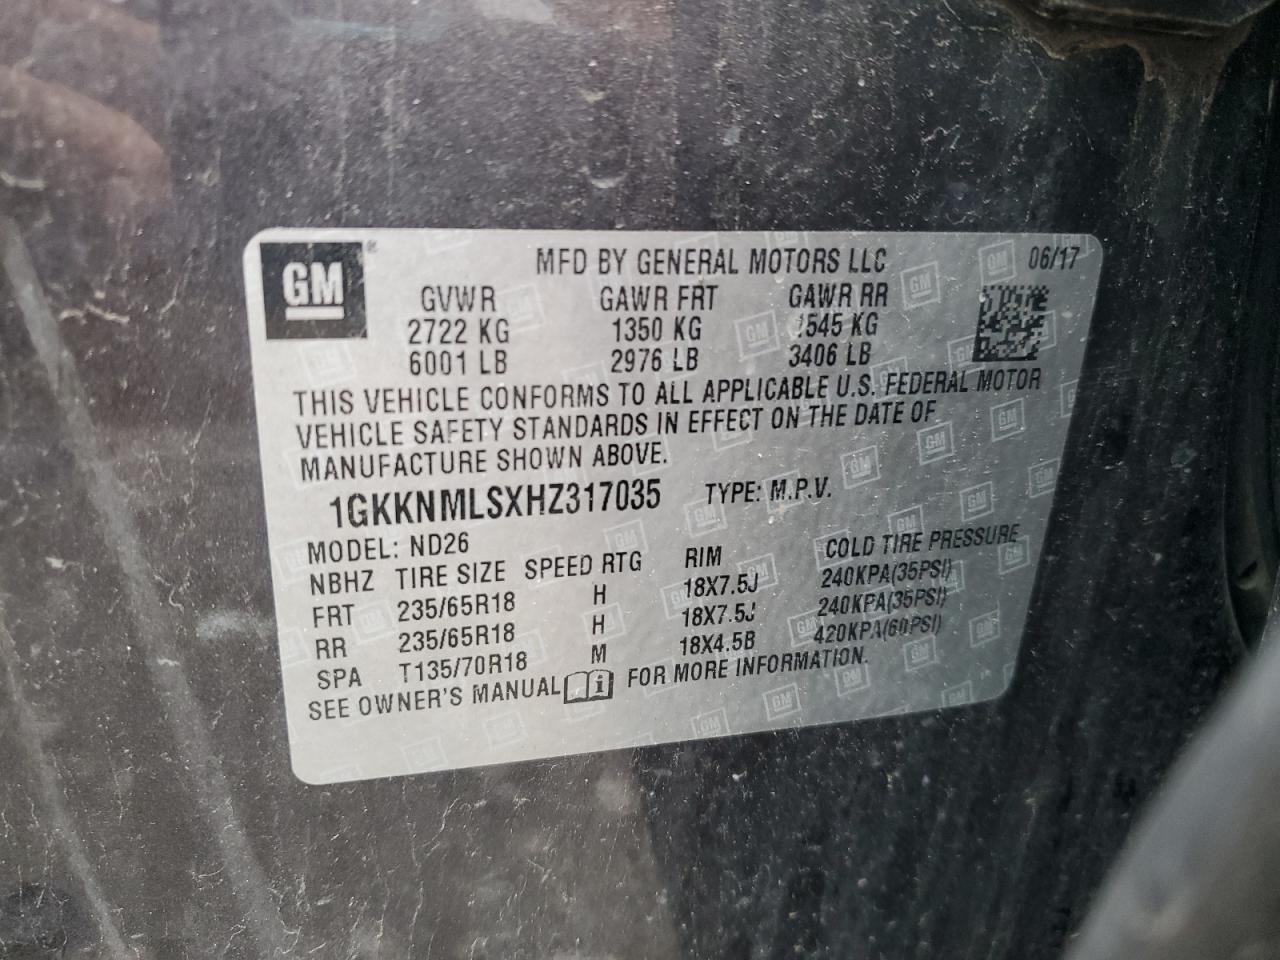 GM ® MFD BY GENERAL MOTORS LLC 06/17
GVWR GAWR FRT GAWR RR
2722 KG 1350 KG 1545 KG
6001 LB 2976 LB 3406 LB
THIS VEHICLE CONFORMS TO ALL APPLICABLE U.S. FEDERAL MOTOR
VEHICLE SAFETY STANDARDS IN EFFECT ON THE DATE OF
MANUFACTURE SHOWN ABOVE.
1GKKNMLSXHZ317035 TYPE: M.P.V.
MODEL: ND26
NBHZ TIRE SIZE SPEED RTG RIM COLD TIRE PRESSURE
FRT 235/65R18 H 18X7.5J 240KPA(35PSI)
RR 235/65R18 H 18X7.5J 240KPA(35PSI)
SPA T135/70R18 M 18X4.5B 420KPA(60PSI)
SEE OWNER'S MANUAL i FOR MORE INFORMATION.